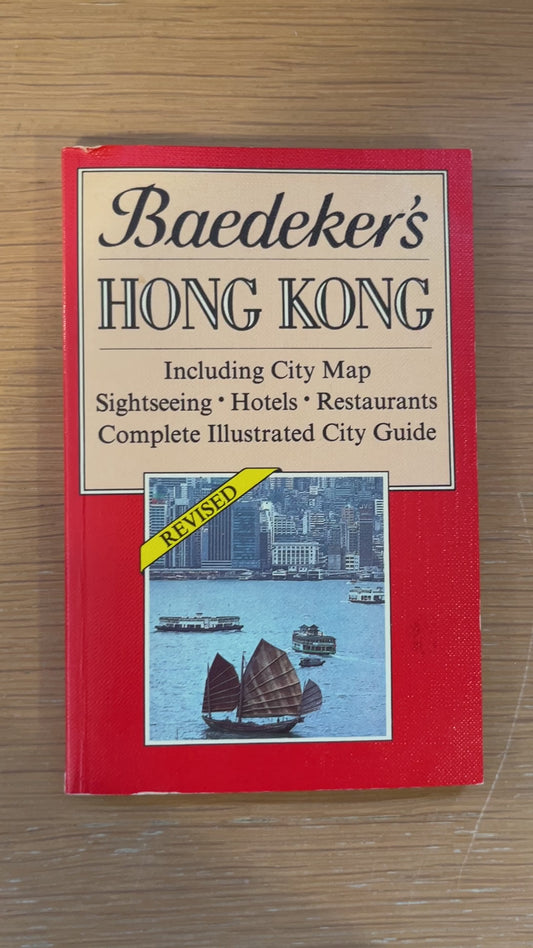 Baedeker's
HONG KONG
Including City Map
Sightseeing • Hotels • Restaurants
Complete Illustrated City Guide
REVISED